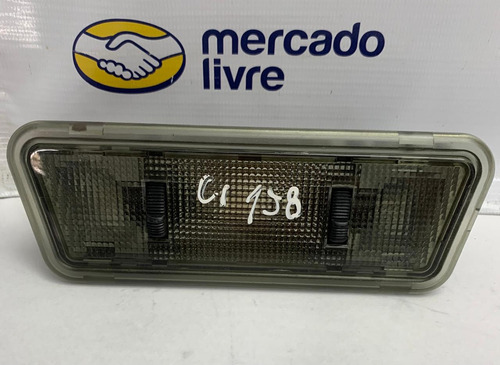 mercado
livre
C1 158